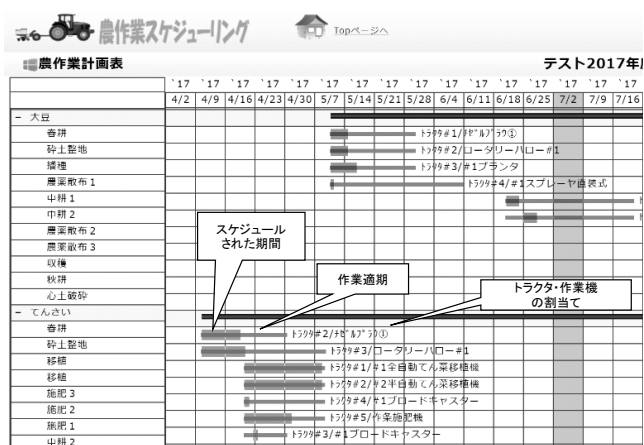 農作業スケジューリング
Topページへ
農作業計画表
テスト2017年
'17 '17 '17 '17 '17 '17 '17 '17 '17 '17 '17 '17 '17 '17 '17 '17
4/2 4/9 4/16 4/23 4/30 5/7 5/14 5/21 5/28 6/4 6/11 6/18 6/25 7/2 7/9 7/16
− 大豆
春耕 トラクタ#1/チゼルプラウ①
砕土整地 トラクタ#2/ロータリーハロー#1
播種 トラクタ#3/#1プランタ
農薬散布1 トラクタ#4/#1スプレーヤ直装式
中耕1
中耕2
農薬散布2
農薬散布3
収穫
秋耕
心土破砕
スケジュール
された期間
作業適期
トラクタ・作業機
の割当て
− てんさい
春耕 トラクタ#2/チゼルプラウ①
砕土整地 トラクタ#3/ロータリーハロー#1
移植 トラクタ#1/#1全自動てん菜移植機
移植 トラクタ#2/#2半自動てん菜移植機
施肥3 トラクタ#4/#1ブロードキャスター
施肥2 トラクタ#5/作条施肥機
施肥1 トラクタ#3/#1ブロードキャスター
中耕2